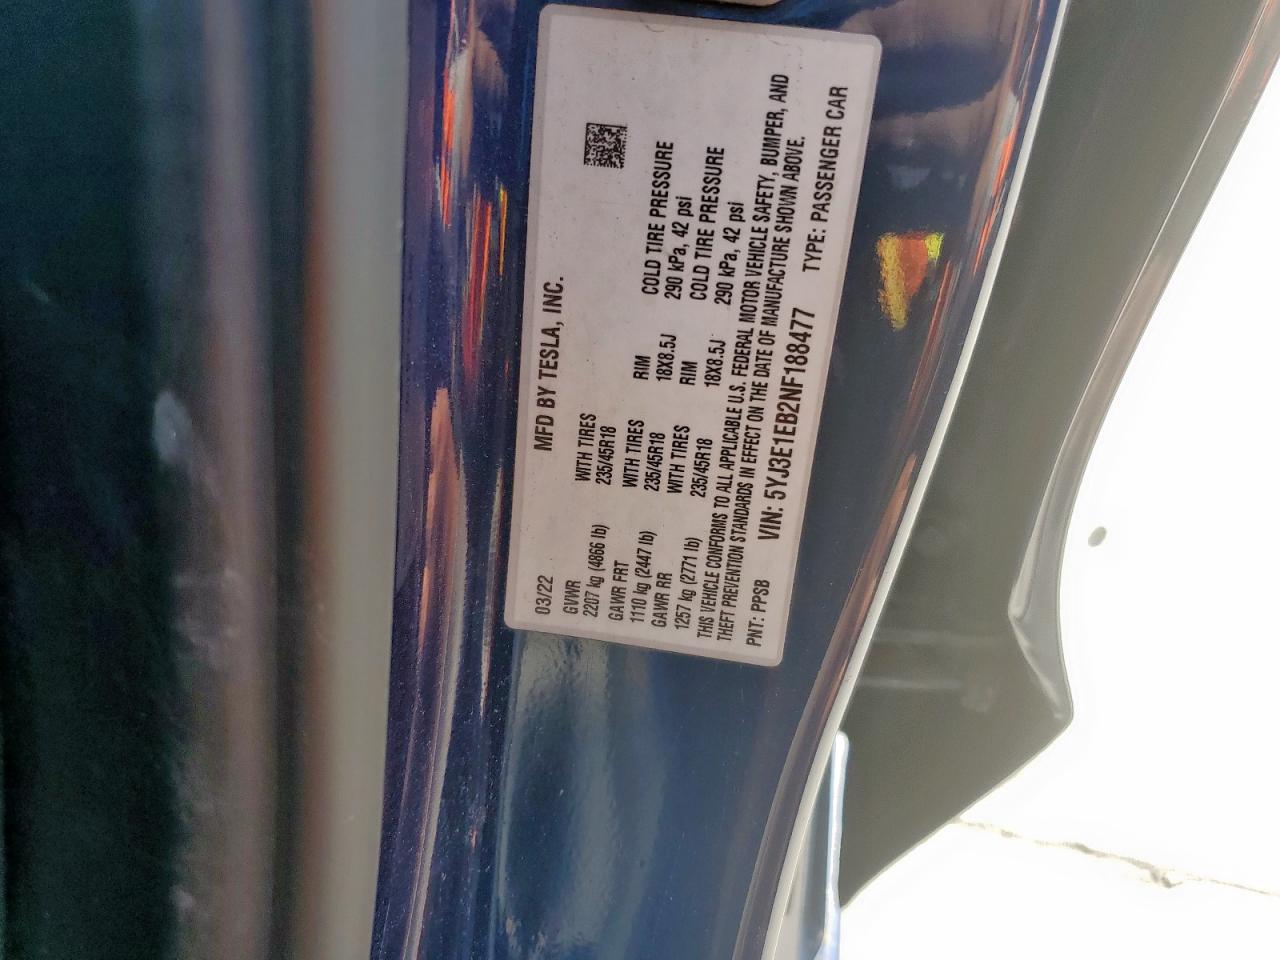 03/22 MFD BY TESLA, INC.
GVWR WITH TIRES
2207 kg (4866 lb) 235/45R18
GAWR FRT WITH TIRES RIM COLD TIRE PRESSURE
1110 kg (2447 lb) 235/45R18 18X8.5J 290 kPa, 42 psi
GAWR RR WITH TIRES RIM COLD TIRE PRESSURE
1257 kg (2771 lb) 235/45R18 18X8.5J 290 kPa, 42 psi
THIS VEHICLE CONFORMS TO ALL APPLICABLE U.S. FEDERAL MOTOR VEHICLE SAFETY, BUMPER, AND
THEFT PREVENTION STANDARDS IN EFFECT ON THE DATE OF MANUFACTURE SHOWN ABOVE.
PNT: PPSB VIN: 5YJ3E1EB2NF188477 TYPE: PASSENGER CAR